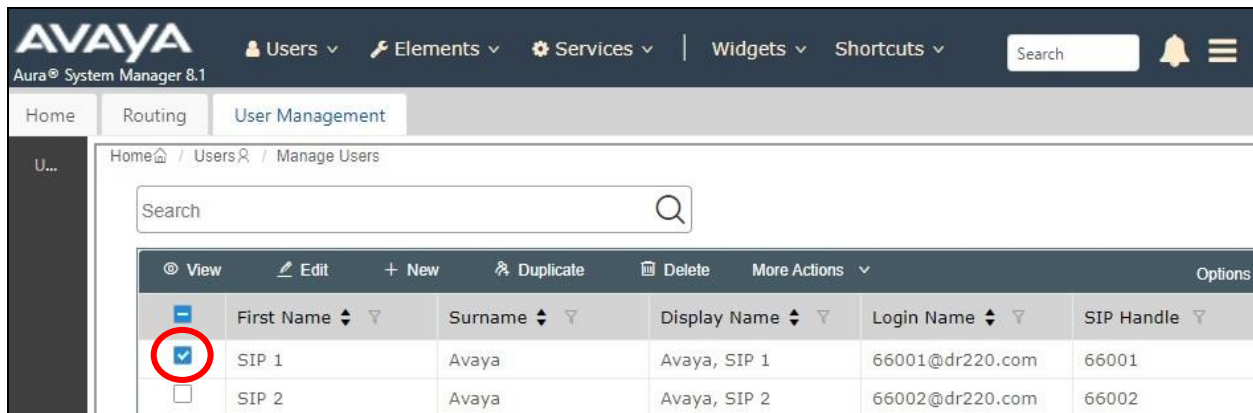 AVAYA
Aura® System Manager 8.1
Users Elements Services | Widgets Shortcuts Search
Home Routing User Management
U...
Home / Users / Manage Users
Search
View Edit + New Duplicate Delete More Actions Options
First Name Surname Display Name Login Name SIP Handle
SIP 1 Avaya Avaya, SIP 1 66001@dr220.com 66001
SIP 2 Avaya Avaya, SIP 2 66002@dr220.com 66002